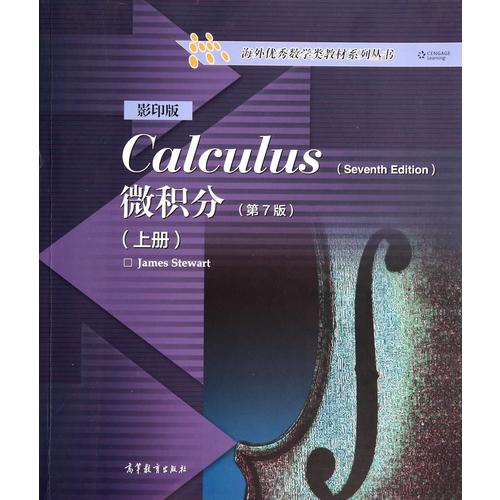 海外优秀数学类教材系列丛书
CENGAGE
Learning
影印版
Calculus (Seventh Edition)
微积分 (第7版)
(上册)
□ James Stewart
高等教育出版社